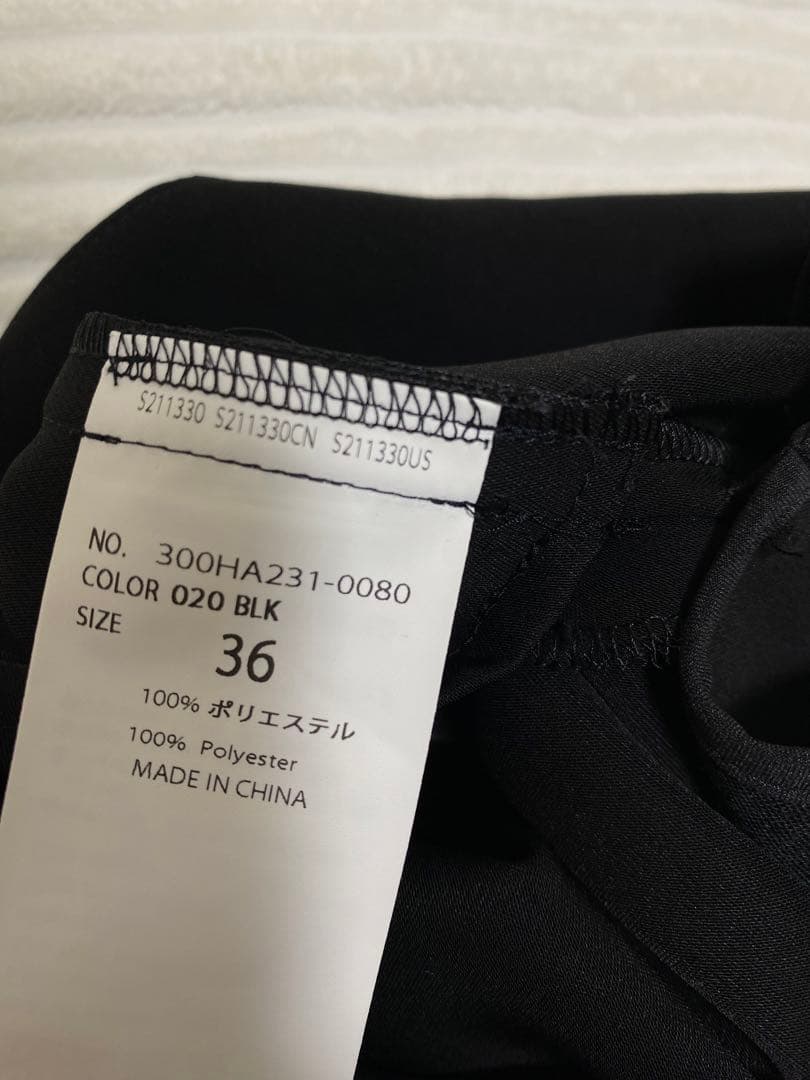 S211330 S211330CN S211330US
NO. 300HA231-0080
COLOR 020 BLK
SIZE 36
100% ポリエステル
100% Polyester
MADE IN CHINA